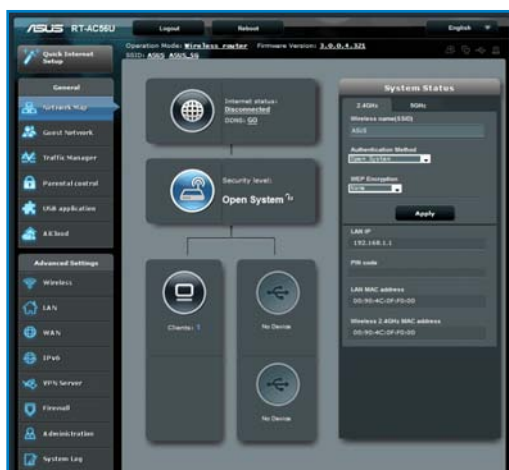 ASUS RT-AC56U
Logout
Reboot
English
Quick Internet Setup
Operation Mode: Wireless router Firmware Version: 3.0.0.4.321
SSID: ASUS ASUS_5G
General
Network Map
Guest Network
Traffic Manager
Parental control
USB application
AiCloud
Advanced Settings
Wireless
LAN
WAN
IPv6
VPN Server
Firewall
Administration
System Log
Internet status:
Disconnected
DDNS: GO
Security level:
Open System
Clients: 1
No Device
No Device
System Status
2.4GHz
5GHz
Wireless name(SSID)
ASUS
Authentication Method
Open System
WEP Encryption
None
Apply
LAN IP
192.168.1.1
PIN code
LAN MAC address
00:90:4C:0F:F0:00
Wireless 2.4GHz MAC address
00:90:4C:0F:F0:00